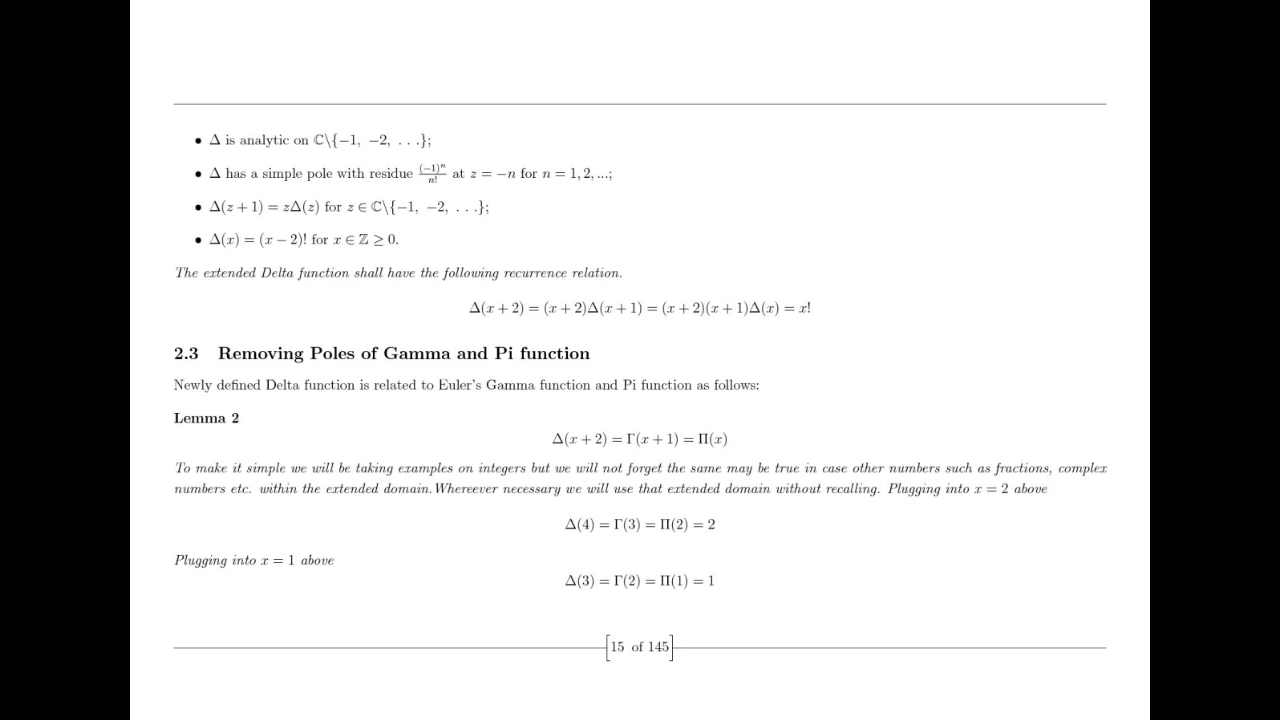 • Δ is analytic on ℂ\{−1, −2, . . .};
• Δ has a simple pole with residue (−1)ⁿ/n! at z = −n for n = 1, 2, ...;
• Δ(z + 1) = zΔ(z) for z ∈ ℂ\{−1, −2, . . .};
• Δ(x) = (x − 2)! for x ∈ ℤ ≥ 0.
The extended Delta function shall have the following recurrence relation.
Δ(x + 2) = (x + 2)Δ(x + 1) = (x + 2)(x + 1)Δ(x) = x!
2.3 Removing Poles of Gamma and Pi function
Newly defined Delta function is related to Euler's Gamma function and Pi function as follows:
Lemma 2
Δ(x + 2) = Γ(x + 1) = Π(x)
To make it simple we will be taking examples on integers but we will not forget the same may be true in case other numbers such as fractions, complex
numbers etc. within the extended domain.Whereever necessary we will use that extended domain without recalling. Plugging into x = 2 above
Δ(4) = Γ(3) = Π(2) = 2
Plugging into x = 1 above
Δ(3) = Γ(2) = Π(1) = 1
[15 of 145]